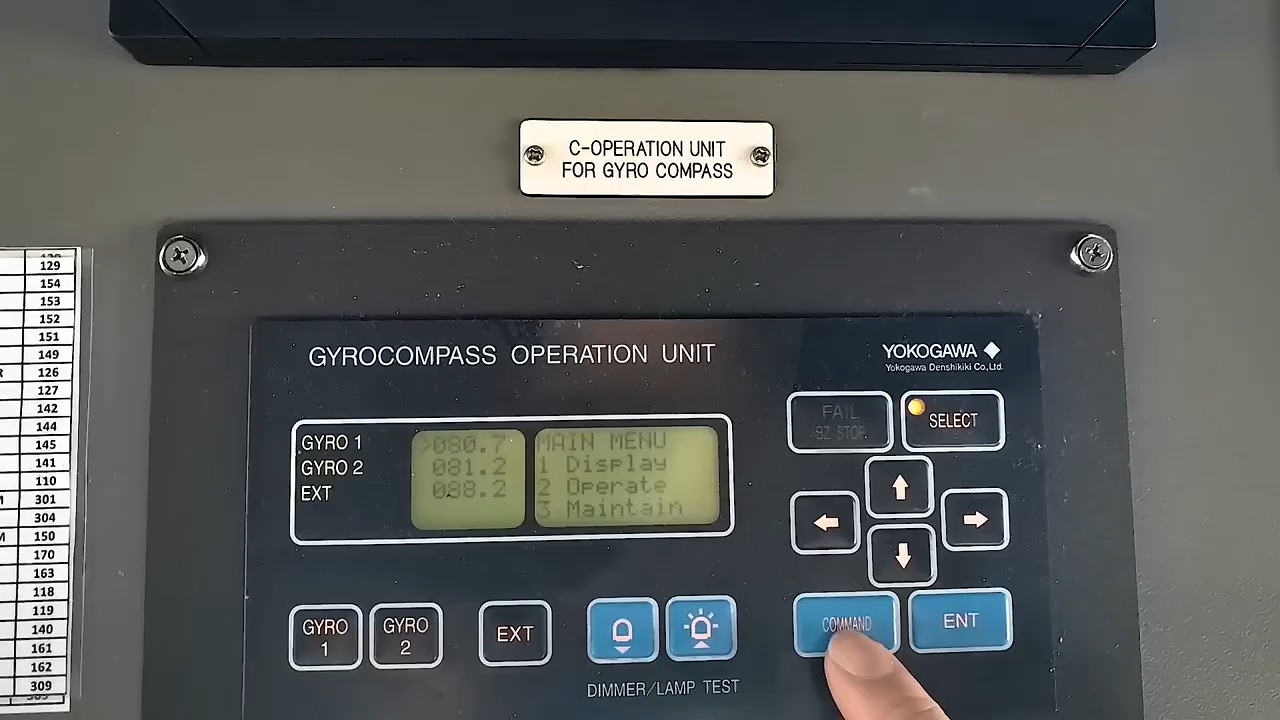 C-OPERATION UNIT
FOR GYRO COMPASS
129
154
153
152
151
149
R 126
127
142
144
145
141
110
301
304
M 150
170
163
118
119
140
161
162
309
GYROCOMPASS OPERATION UNIT
YOKOGAWA
Yokogawa Denshikiki Co.,Ltd.
GYRO 1 >080.7
GYRO 2 081.2
EXT 088.2
MAIN MENU
1 Display
2 Operate
3 Maintain
FAIL
BZ STOP
SELECT
GYRO
1
GYRO
2
EXT
DIMMER/LAMP TEST
COMMAND
ENT